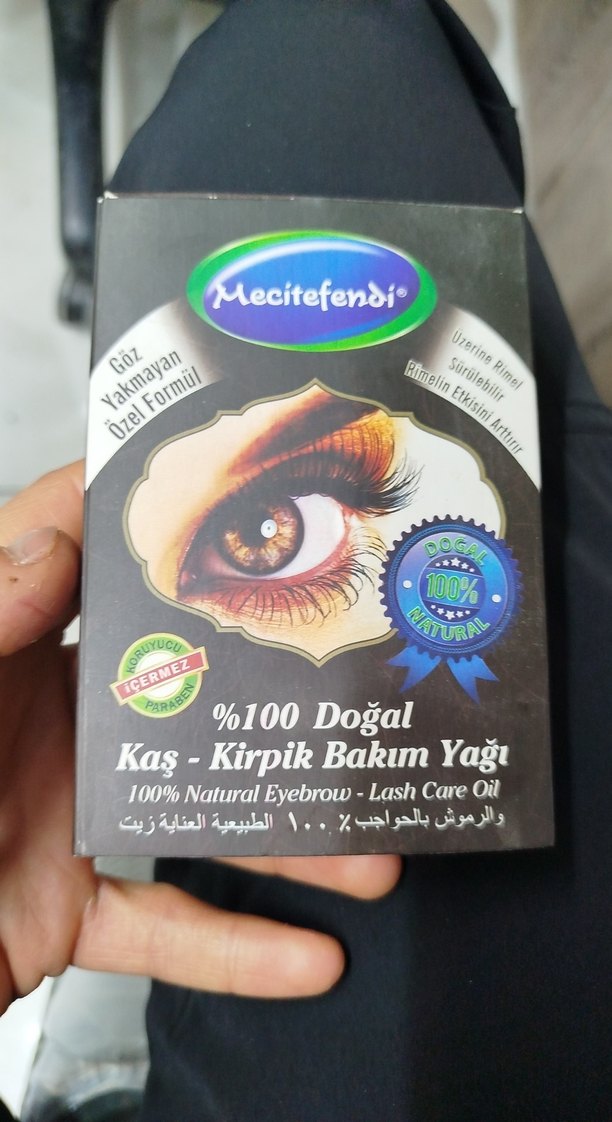 Mecitefendi®
Göz
Yakmayan
Özel Formül
Üzerine Rimel
Sürülebilir
Rimelin Etkisini Arttırır
DOĞAL
100%
NATURAL
KORUYUCU
İÇERMEZ
PARABEN
%100 Doğal
Kaş - Kirpik Bakım Yağı
100% Natural Eyebrow - Lash Care Oil
والرموش بالحواجب٪ ١٠٠ الطبيعية العناية زيت